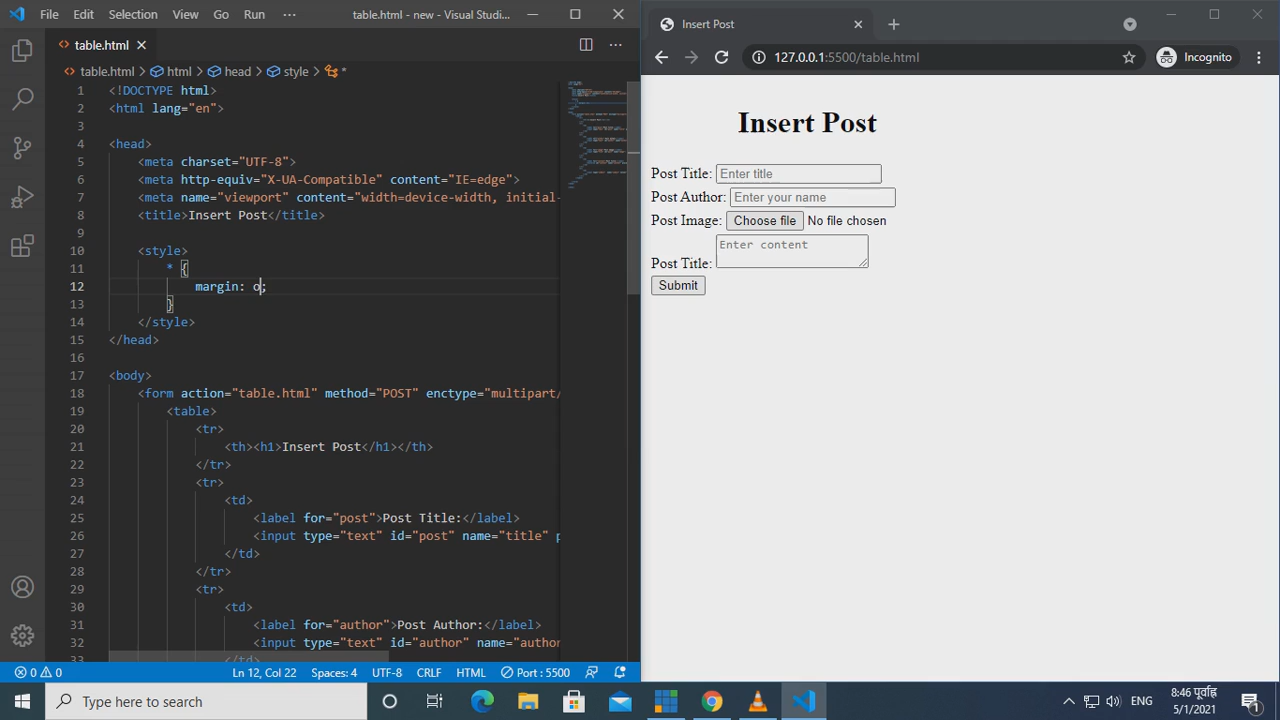 File Edit Selection View Go Run ··· table.html - new - Visual Studi...
table.html
table.html > html > head > style > *
1 <!DOCTYPE html>
2 <html lang="en">
3
4 <head>
5 <meta charset="UTF-8">
6 <meta http-equiv="X-UA-Compatible" content="IE=edge">
7 <meta name="viewport" content="width=device-width, initial-
8 <title>Insert Post</title>
9
10 <style>
11 * {
12 margin: o;
13 }
14 </style>
15 </head>
16
17 <body>
18 <form action="table.html" method="POST" enctype="multipart/
19 <table>
20 <tr>
21 <th><h1>Insert Post</h1></th>
22 </tr>
23 <tr>
24 <td>
25 <label for="post">Post Title:</label>
26 <input type="text" id="post" name="title" p
27 </td>
28 </tr>
29 <tr>
30 <td>
31 <label for="author">Post Author:</label>
32 <input type="text" id="author" name="author
33 </td>
0 0 Ln 12, Col 22 Spaces: 4 UTF-8 CRLF HTML Port : 5500
Insert Post
127.0.0.1:5500/table.html Incognito
Insert Post
Post Title: Enter title
Post Author: Enter your name
Post Image: Choose file No file chosen
Enter content
Post Title:
Submit
Type here to search
ENG 8:46 पूर्वाह्न
5/1/2021
1